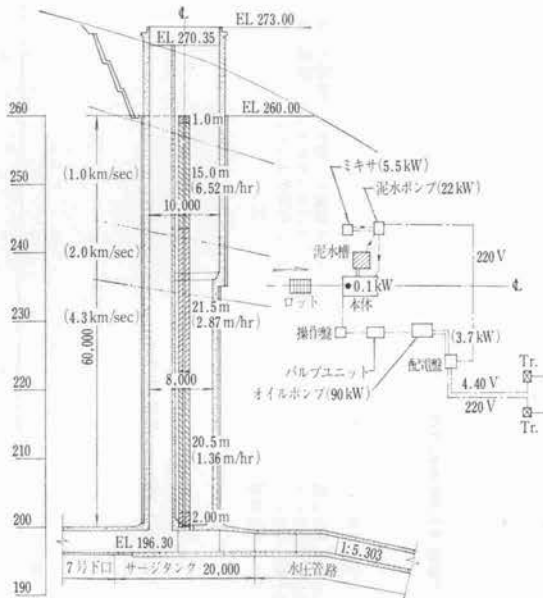 ℄
EL 273.00
EL 270.35
260
EL 260.00
1.0m
(1.0km/sec)
15.0m
(6.52m/hr)
ミキサ(5.5kW)
泥水ポンプ(22kW)
250
10,000
(2.0km/sec)
泥水槽
220V
240
0.1kW
℄
ロット
本体
21.5m
(2.87m/hr)
230
(4.3km/sec)
60,000
操作盤
(3.7kW)
配電盤
バルブユニット
オイルポンプ(90kW)
Tr.
4.40V
220V
Tr.
220
8,000
20.5m
(1.36m/hr)
210
200
2.00m
EL 196.30
1:5.303
7号ドロ
サージタンク
20,000
水圧管路
190